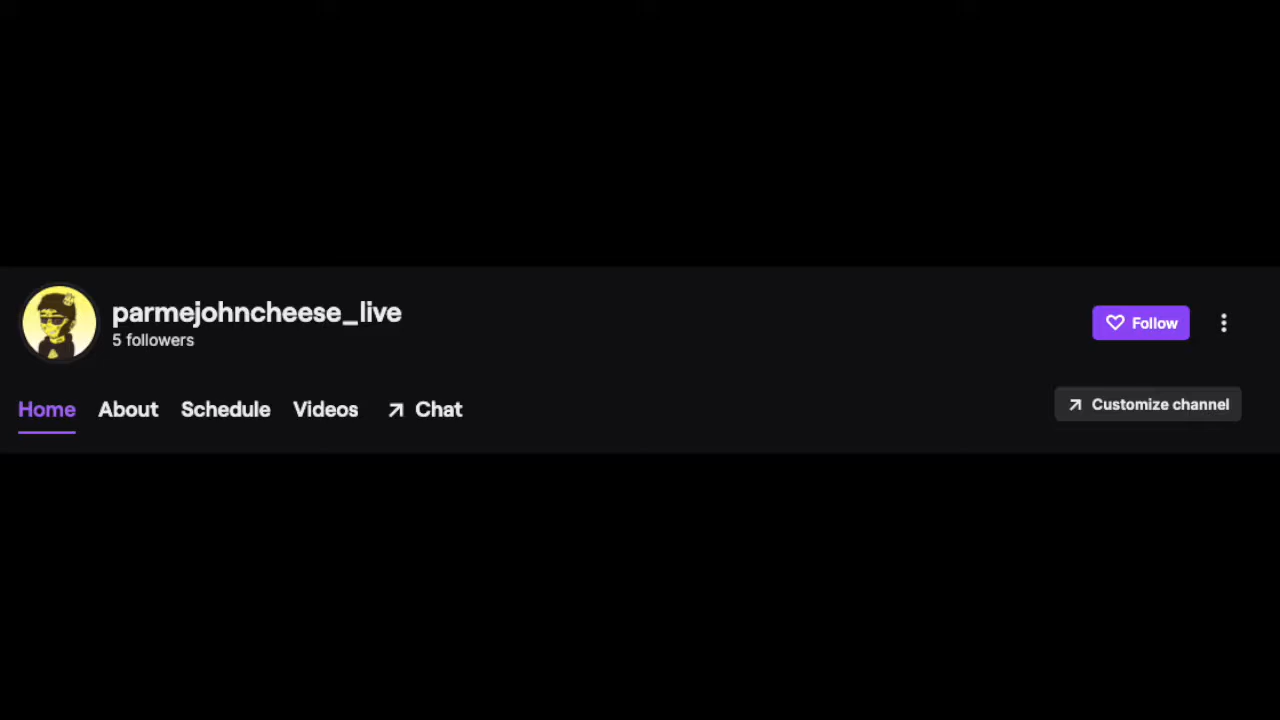 parmejohncheese_live
5 followers
Follow
Home About Schedule Videos Chat
Customize channel